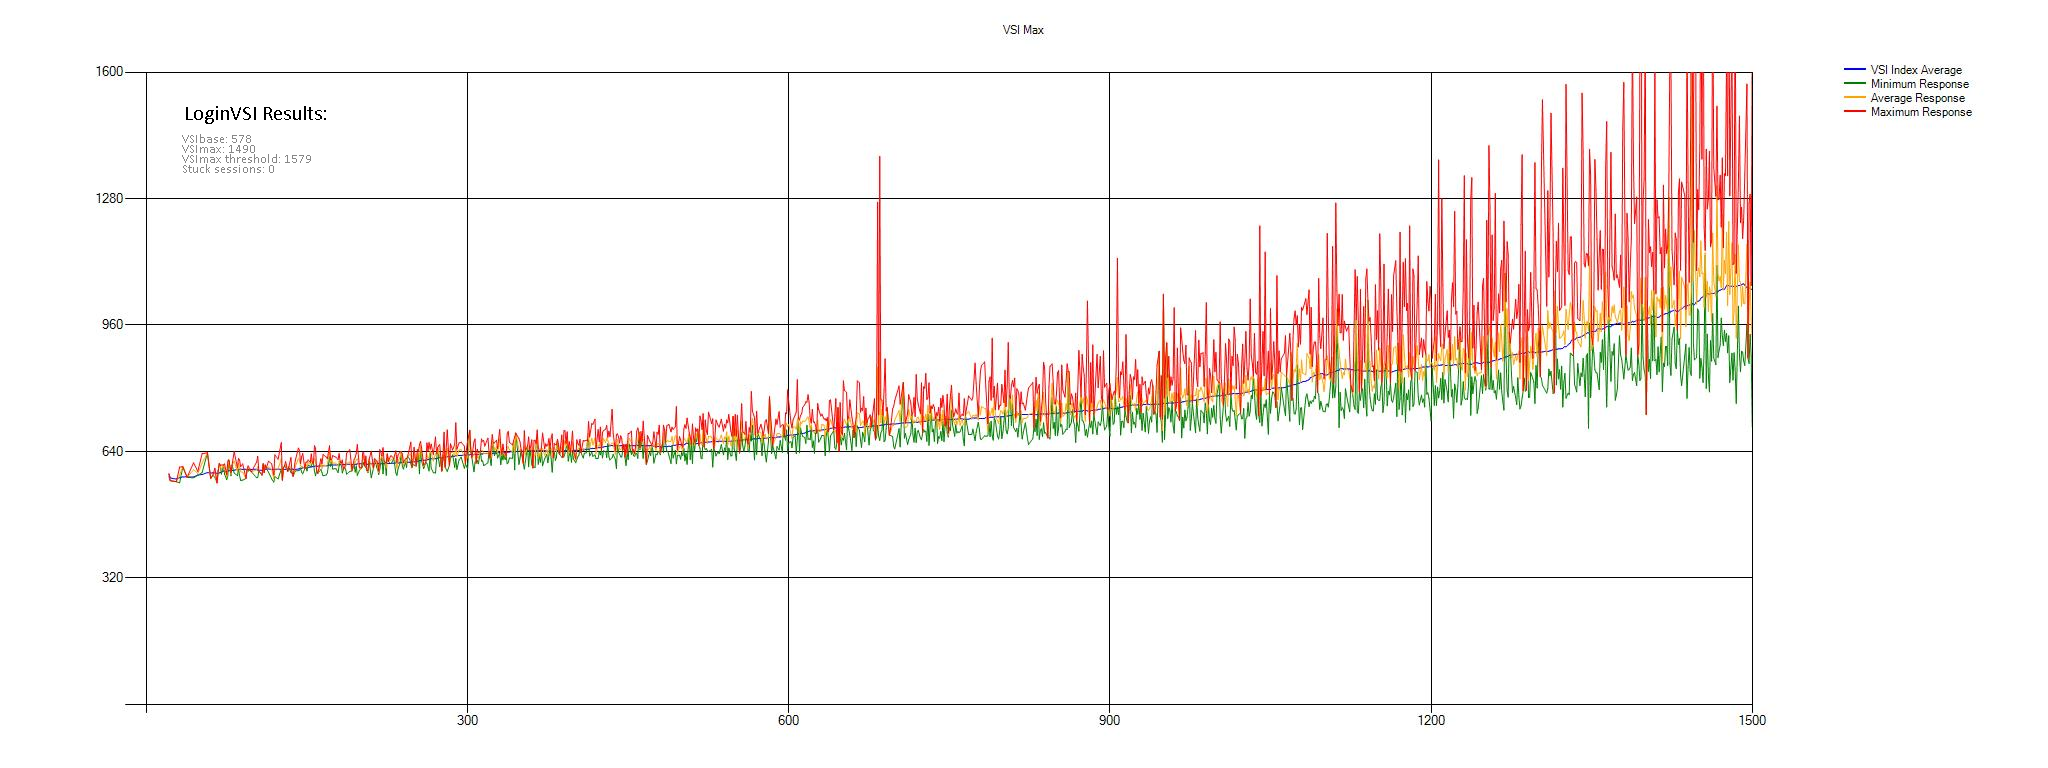 VSI Max
1600
1280
960
640
320
300
600
900
1200
1500
LoginVSI Results:
VSIbase: 578
VSImax: 1490
VSImax threshold: 1579
Stuck sessions: 0
VSI Index Average
Minimum Response
Average Response
Maximum Response